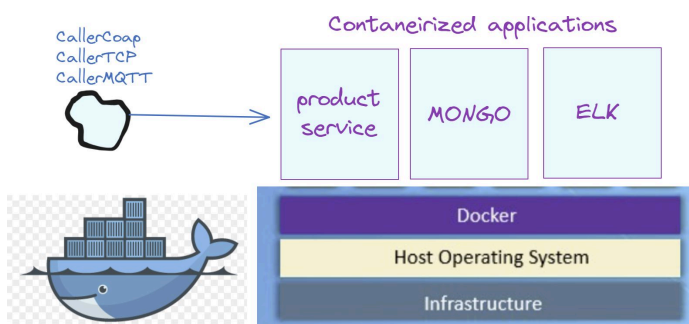 Contaneirized applications
CallerCoap
CallerTCP
CallerMQTT
product
service
MONGO
ELK
Docker
Host Operating System
Infrastructure